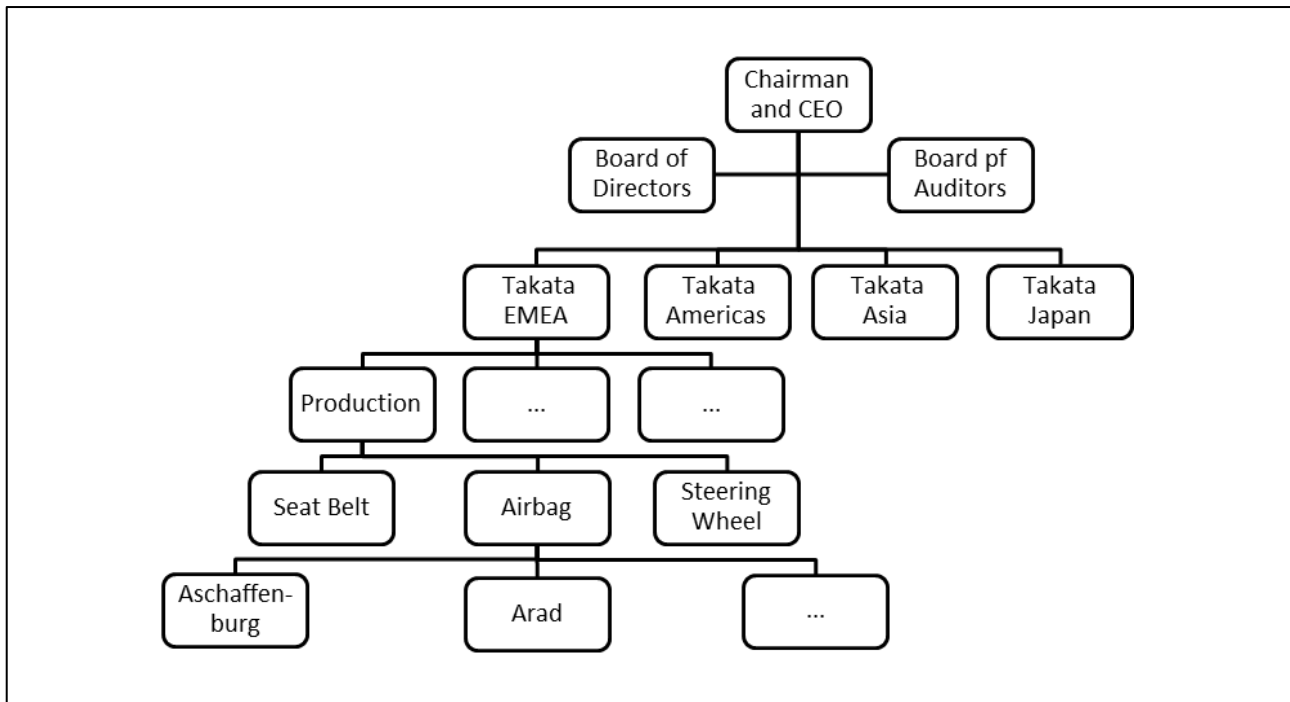 Chairman
and CEO
Board of
Directors
Board pf
Auditors
Takata
EMEA
Takata
Americas
Takata
Asia
Takata
Japan
Production
...
...
Seat Belt
Airbag
Steering
Wheel
Aschaffen-
burg
Arad
...